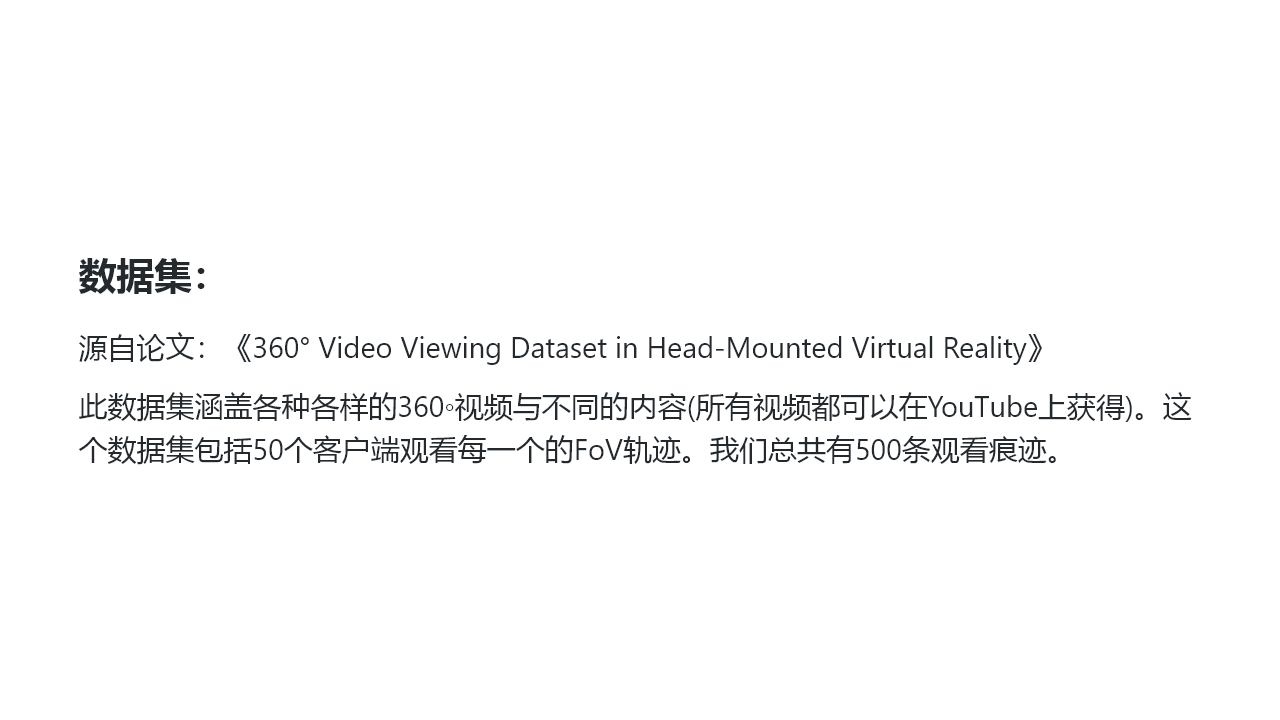 数据集：
源自论文：《360° Video Viewing Dataset in Head-Mounted Virtual Reality》
此数据集涵盖各种各样的360◦视频与不同的内容(所有视频都可以在YouTube上获得)。这
个数据集包括50个客户端观看每一个的FoV轨迹。我们总共有500条观看痕迹。